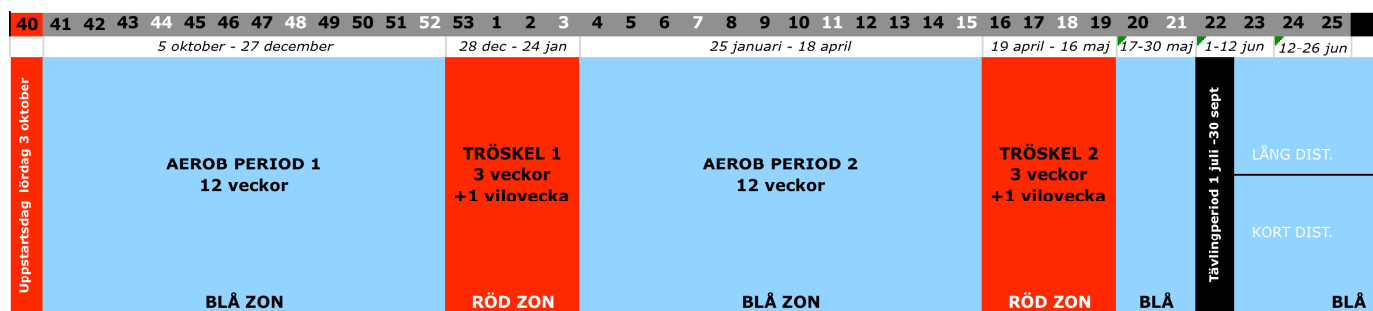 40 41 42 43 44 45 46 47 48 49 50 51 52 53 1 2 3 4 5 6 7 8 9 10 11 12 13 14 15 16 17 18 19 20 21 22 23 24 25
5 oktober - 27 december 28 dec - 24 jan 25 januari - 18 april 19 april - 16 maj 17-30 maj 1-12 jun 12-26 jun
Uppstartsdag lördag 3 oktober
AEROB PERIOD 1
12 veckor
BLÅ ZON
TRÖSKEL 1
3 veckor
+1 vilovecka
RÖD ZON
AEROB PERIOD 2
12 veckor
BLÅ ZON
TRÖSKEL 2
3 veckor
+1 vilovecka
RÖD ZON
BLÅ
Tävlingperiod 1 juli -30 sept
LÅNG DIST.
KORT DIST.
BLÅ